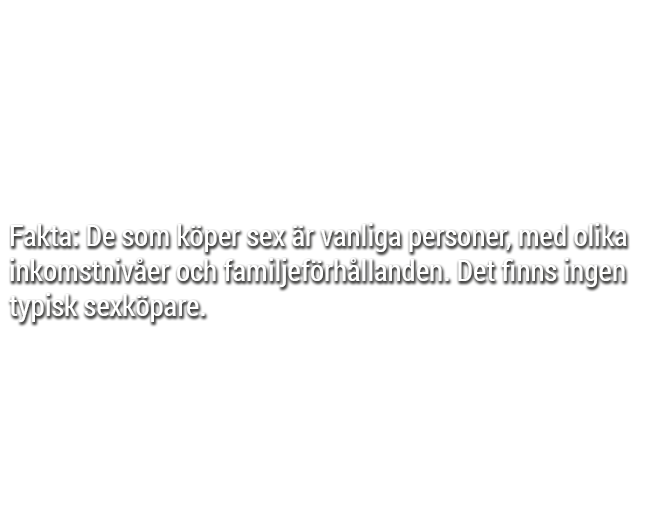 Fakta: De som köper sex är vanliga personer, med olika
inkomstnivåer och familjeförhållanden. Det finns ingen
typisk sexköpare.